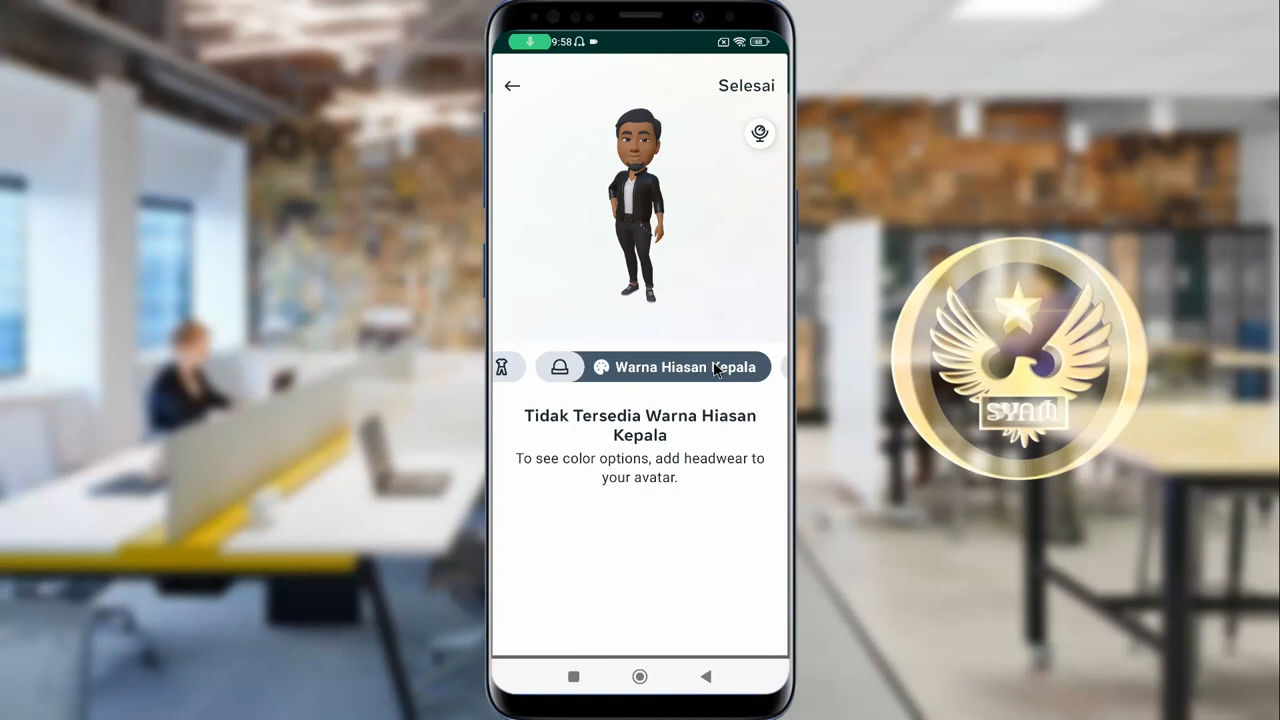 9:58
68
Selesai
Warna Hiasan Kepala
Tidak Tersedia Warna Hiasan
Kepala
To see color options, add headwear to
your avatar.
SYAM